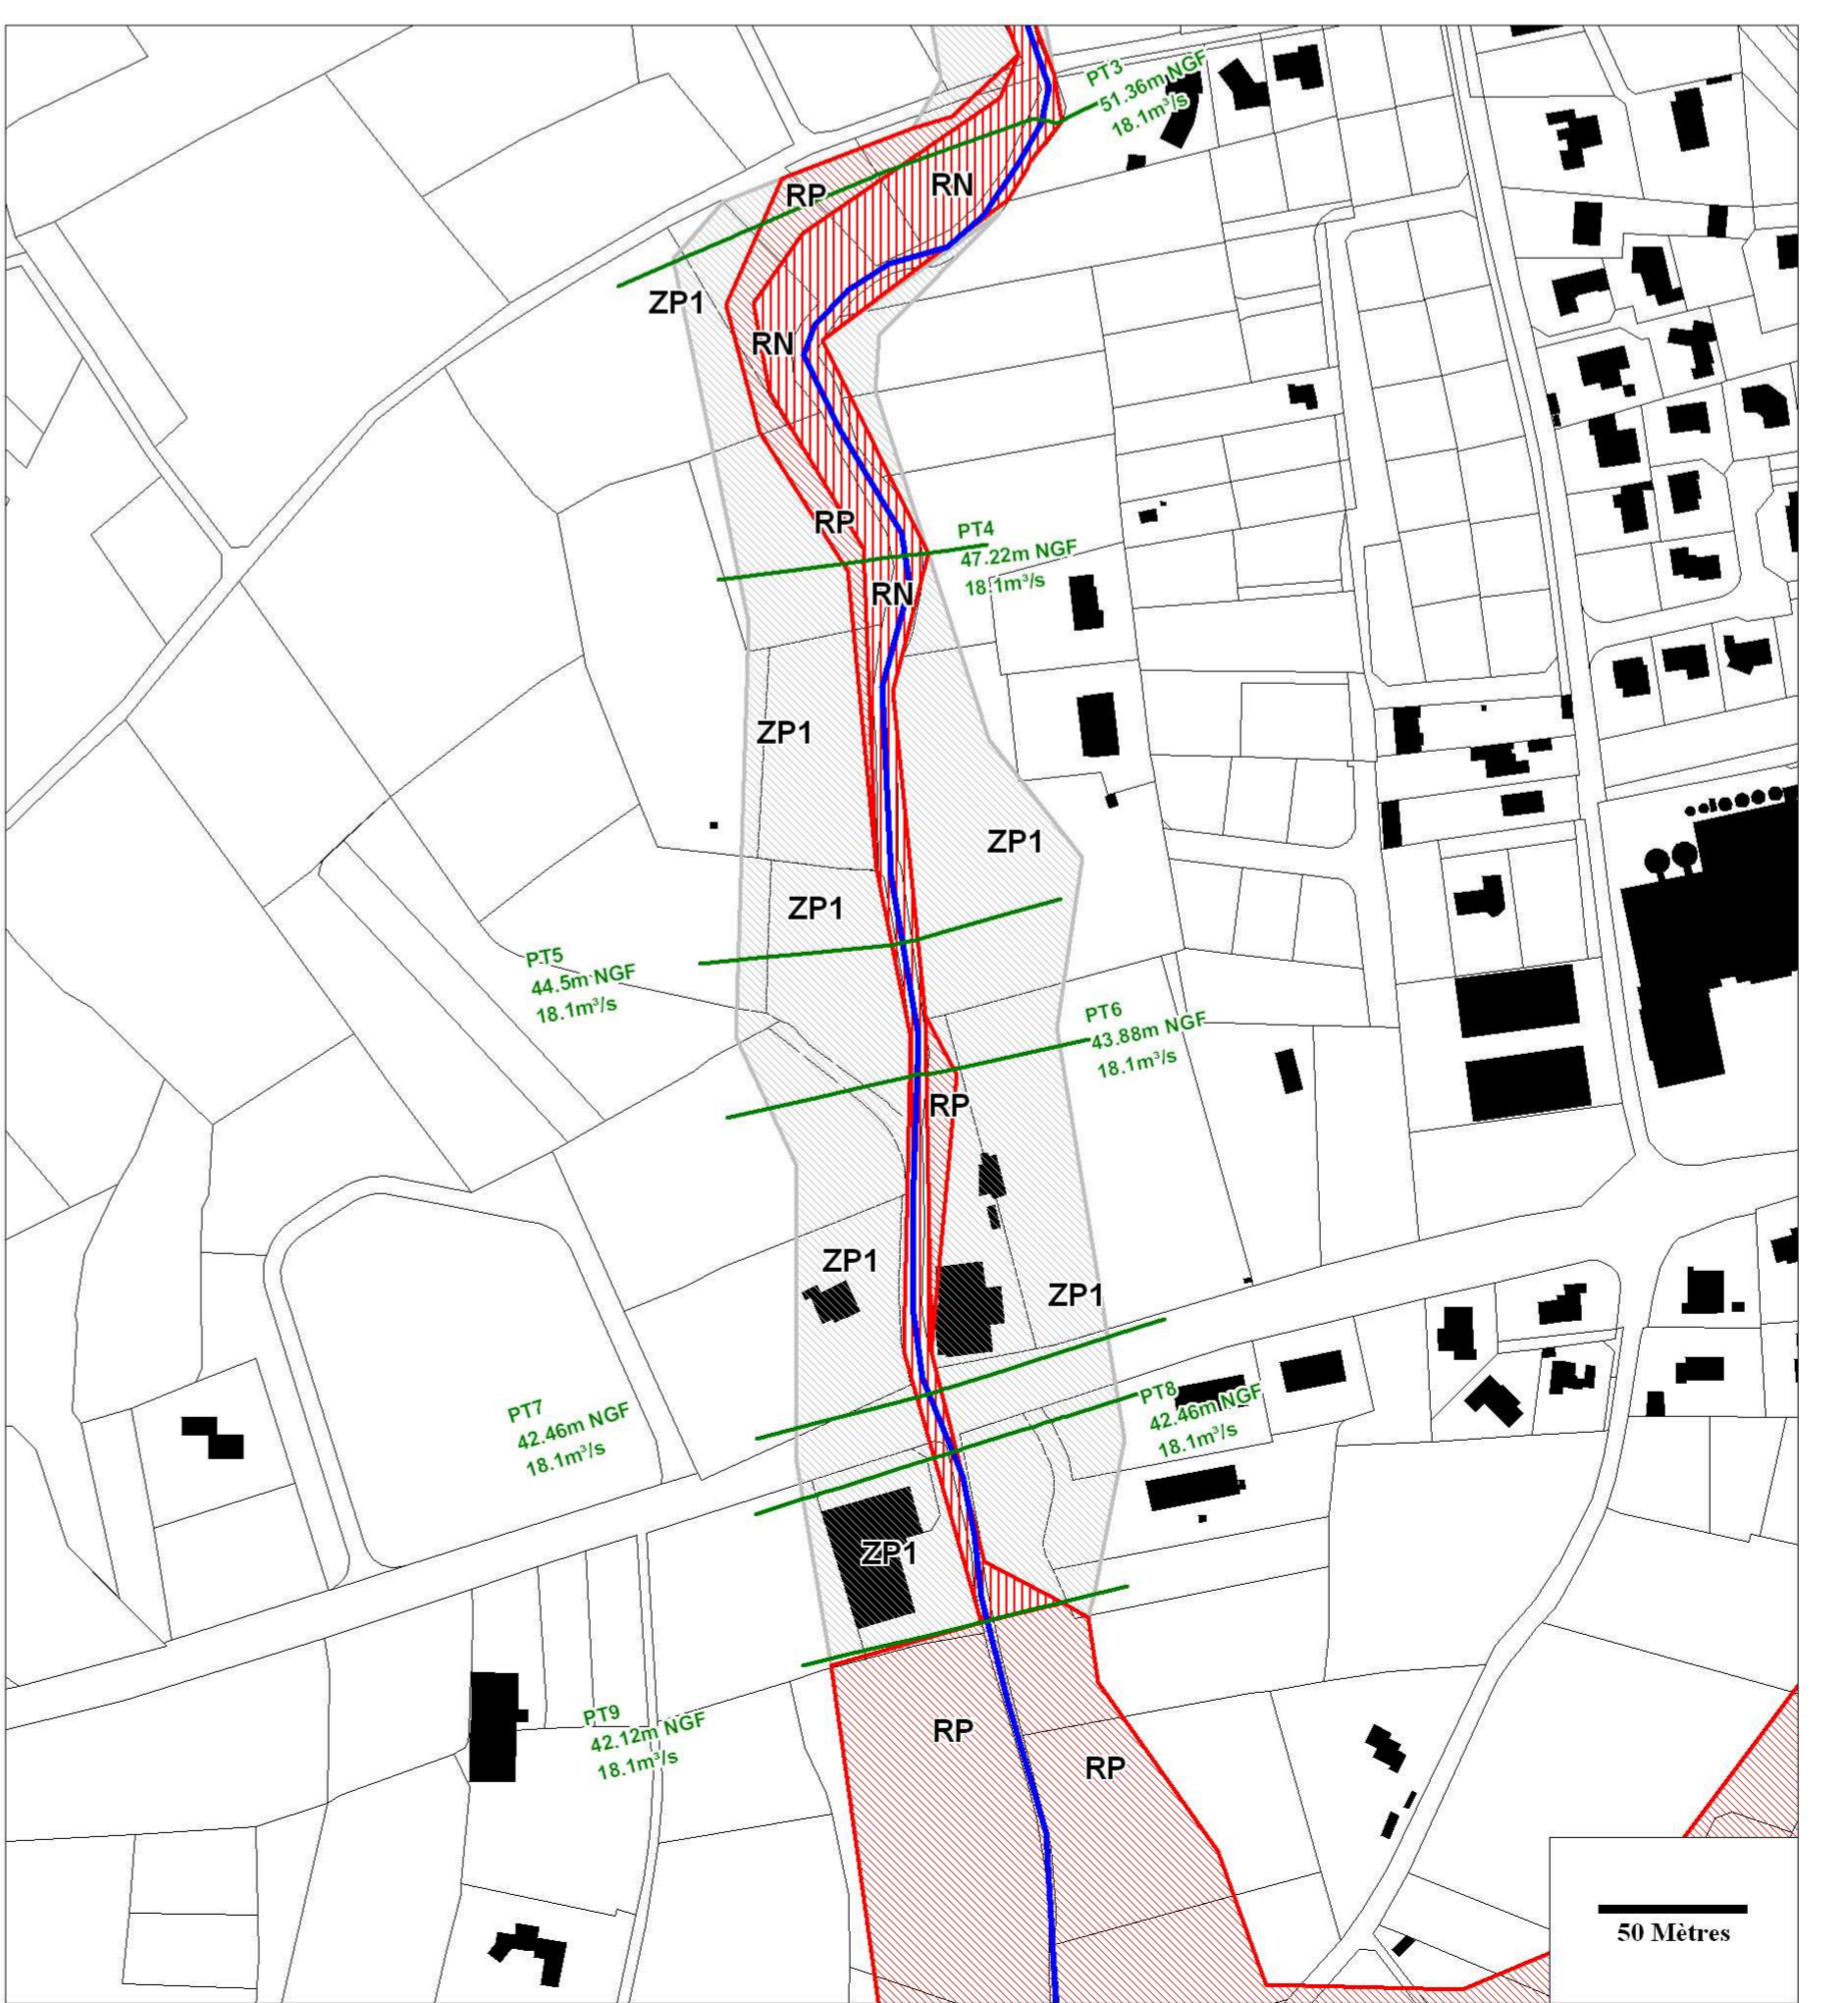 PT3
51.36m NGF
18.1m³/s
RP
RN
ZP1
RN
RP
PT4
47.22m NGF
18.1m³/s
RN
ZP1
ZP1
ZP1
PT5
44.5m NGF
18.1m³/s
PT6
43.88m NGF
18.1m³/s
RP
ZP1
ZP1
PT7
42.46m NGF
18.1m³/s
PT8
42.46m NGF
18.1m³/s
ZP1
PT9
42.12m NGF
18.1m³/s
RP
RP
50 Mètres